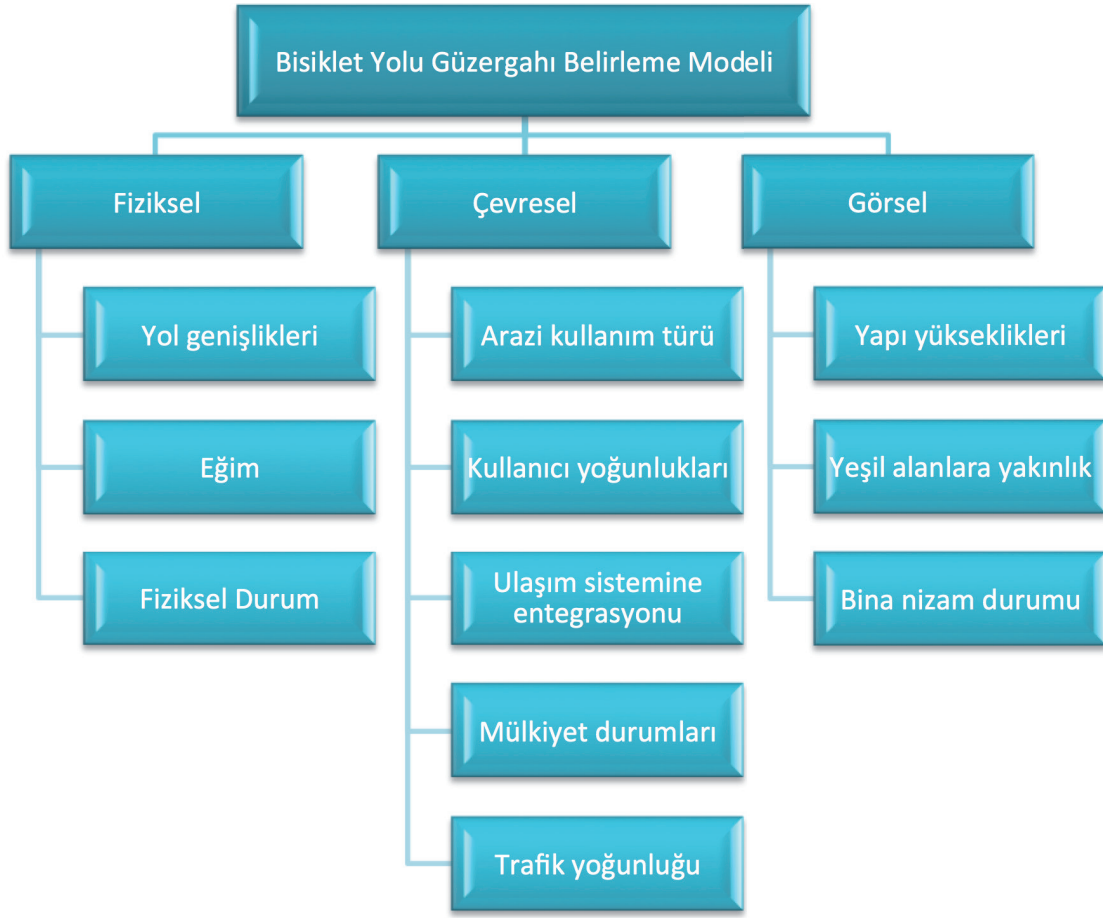 Bisiklet Yolu Güzergahı Belirleme Modeli
Fiziksel
Yol genişlikleri
Eğim
Fiziksel Durum
Çevresel
Arazi kullanım türü
Kullanıcı yoğunlukları
Ulaşım sistemine
entegrasyonu
Mülkiyet durumları
Trafik yoğunluğu
Görsel
Yapı yükseklikleri
Yeşil alanlara yakınlık
Bina nizam durumu